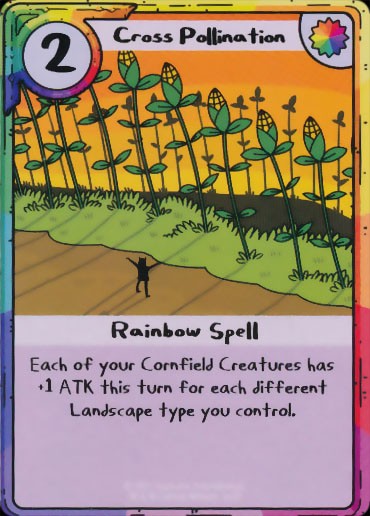 2
Cross Pollination
Rainbow Spell
Each of your Cornfield Creatures has
+1 ATK this turn for each different
Landscape type you control.